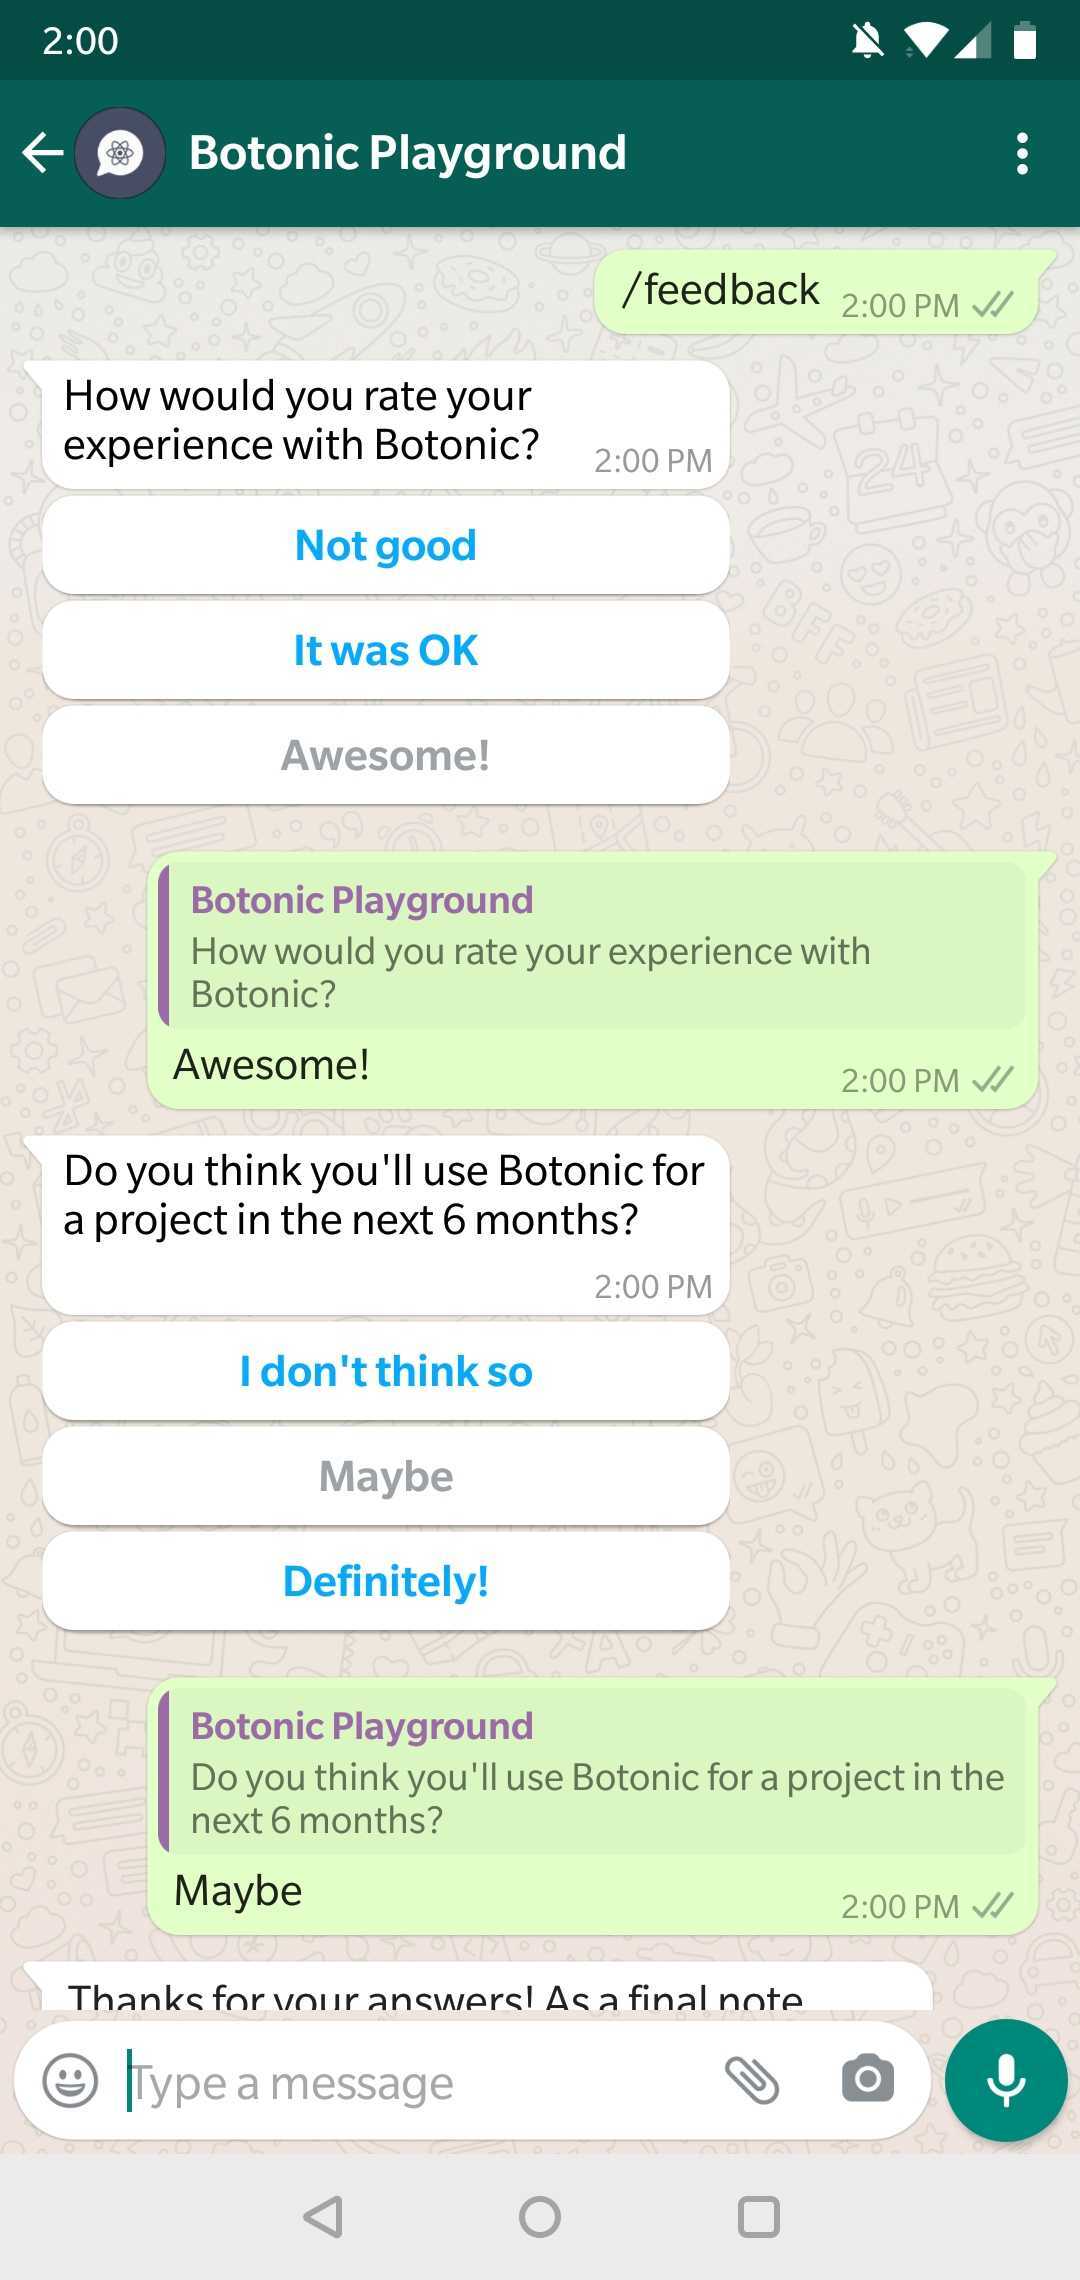 2:00
Botonic Playground
/feedback 2:00 PM
How would you rate your
experience with Botonic? 2:00 PM
Not good
It was OK
Awesome!
Botonic Playground
How would you rate your experience with
Botonic?
Awesome! 2:00 PM
Do you think you'll use Botonic for
a project in the next 6 months?
2:00 PM
I don't think so
Maybe
Definitely!
Botonic Playground
Do you think you'll use Botonic for a project in the
next 6 months?
Maybe 2:00 PM
Thanks for your answers! As a final note
Type a message